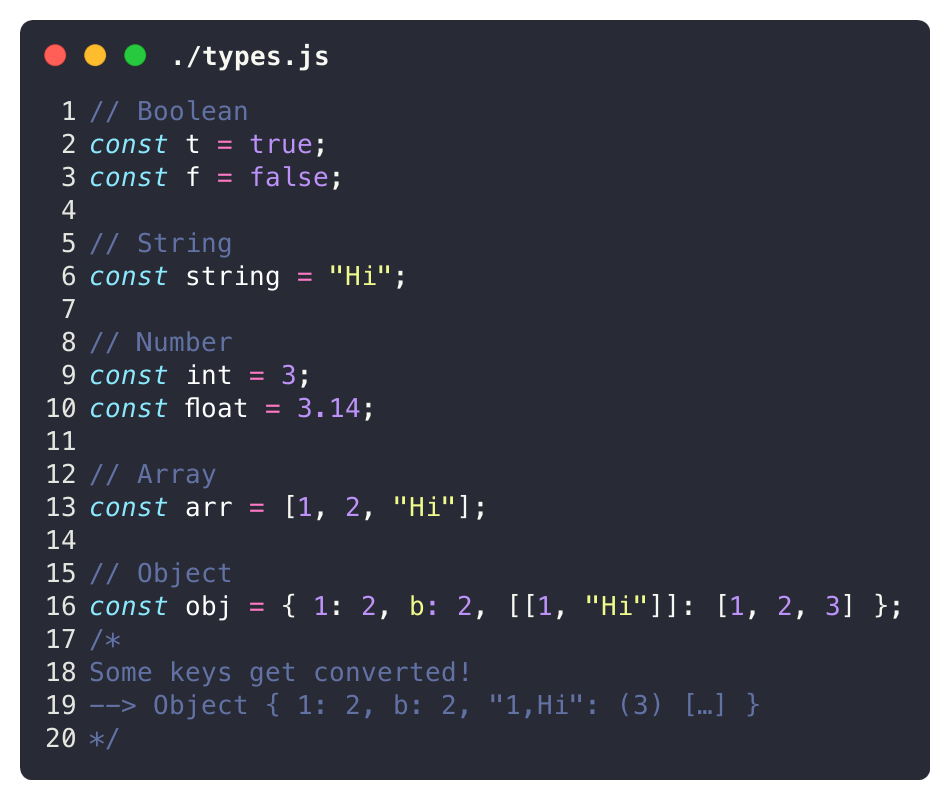 ./types.js
1 // Boolean
2 const t = true;
3 const f = false;
4
5 // String
6 const string = "Hi";
7
8 // Number
9 const int = 3;
10 const float = 3.14;
11
12 // Array
13 const arr = [1, 2, "Hi"];
14
15 // Object
16 const obj = { 1: 2, b: 2, [[1, "Hi"]]: [1, 2, 3] };
17 /*
18 Some keys get converted!
19 --> Object { 1: 2, b: 2, "1,Hi": (3) […] }
20 */